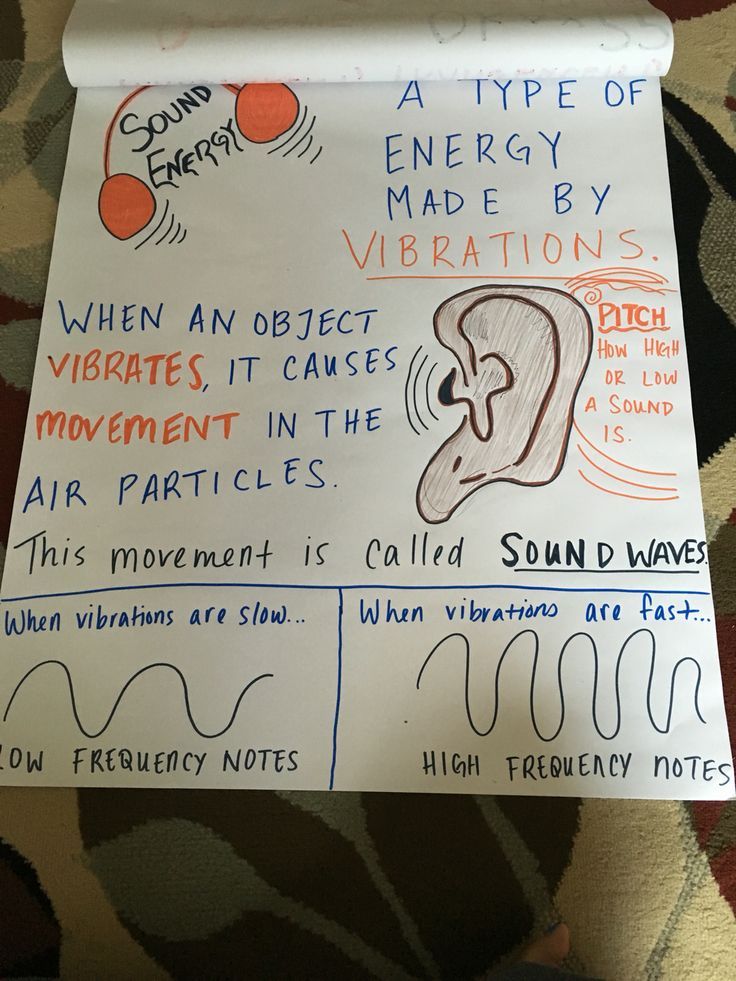 SOUND
ENERGY
A TYPE OF
ENERGY
MADE BY
VIBRATIONS.
WHEN AN OBJECT
VIBRATES, IT CAUSES
MOVEMENT IN THE
AIR PARTICLES.
PITCH
HOW HIGH
OR LOW
A SOUND
IS.
This movement is called SOUND WAVES.
When vibrations are slow...
LOW FREQUENCY NOTES
When vibrations are fast...
HIGH FREQUENCY NOTES